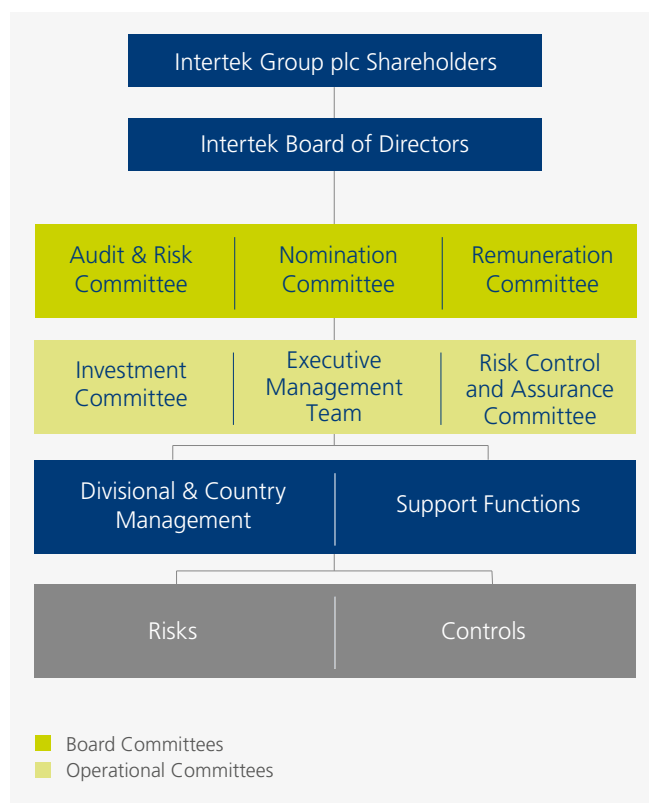 Intertek Group plc Shareholders
Intertek Board of Directors
Audit & Risk
Committee
Nomination
Committee
Remuneration
Committee
Investment
Committee
Executive
Management
Team
Risk Control
and Assurance
Committee
Divisional & Country
Management
Support Functions
Risks
Controls
Board Committees
Operational Committees